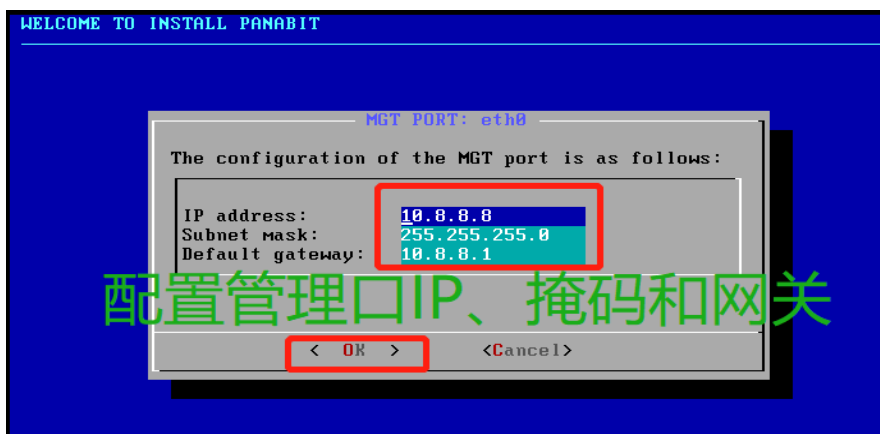 WELCOME TO INSTALL PANABIT
MGT PORT: eth0
The configuration of the MGT port is as follows:
IP address: 10.8.8.8
Subnet mask: 255.255.255.0
Default gateway: 10.8.8.1
配置管理口IP、掩码和网关
< OK > <Cancel>